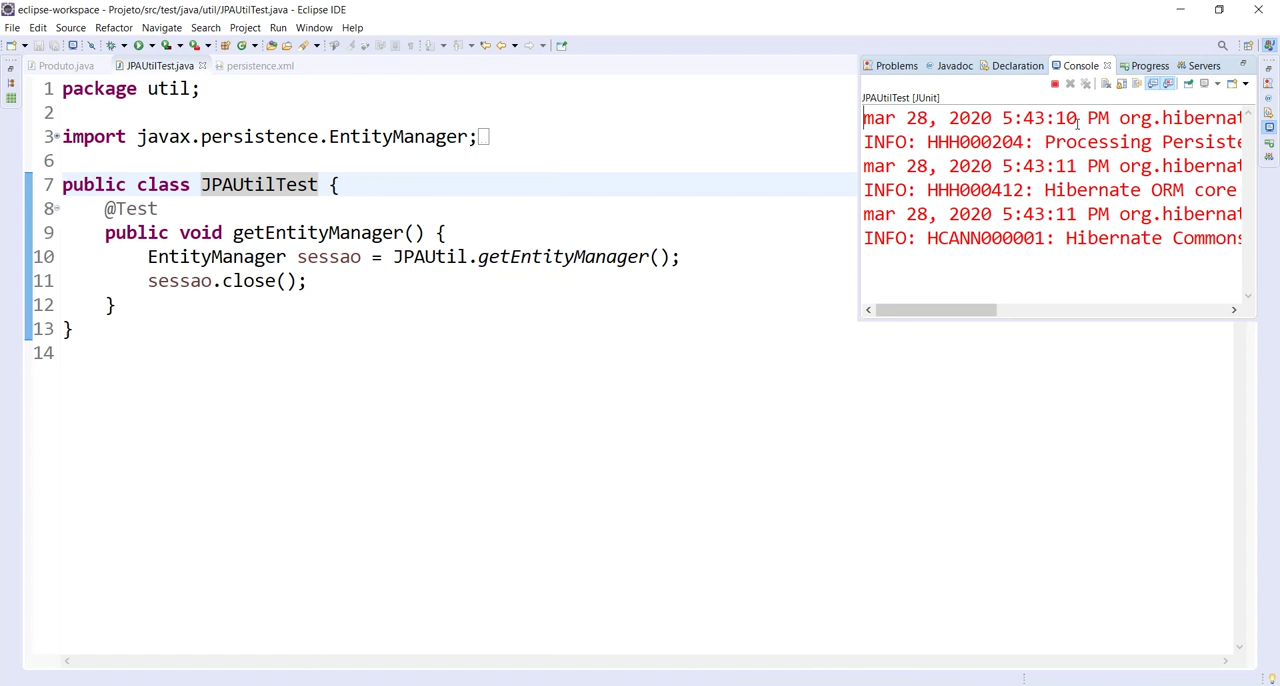 eclipse-workspace - Projeto/src/test/java/util/JPAUtilTest.java - Eclipse IDE
File Edit Source Refactor Navigate Search Project Run Window Help
Produto.java JPAUtilTest.java persistence.xml
1 package util;
2
3 import javax.persistence.EntityManager;
6
7 public class JPAUtilTest {
8 @Test
9 public void getEntityManager() {
10 EntityManager sessao = JPAUtil.getEntityManager();
11 sessao.close();
12 }
13 }
14
Problems Javadoc Declaration Console Progress Servers
JPAUtilTest [JUnit]
mar 28, 2020 5:43:10 PM org.hibernat
INFO: HHH000204: Processing Persiste
mar 28, 2020 5:43:11 PM org.hibernat
INFO: HHH000412: Hibernate ORM core
mar 28, 2020 5:43:11 PM org.hibernat
INFO: HCANN000001: Hibernate Commons